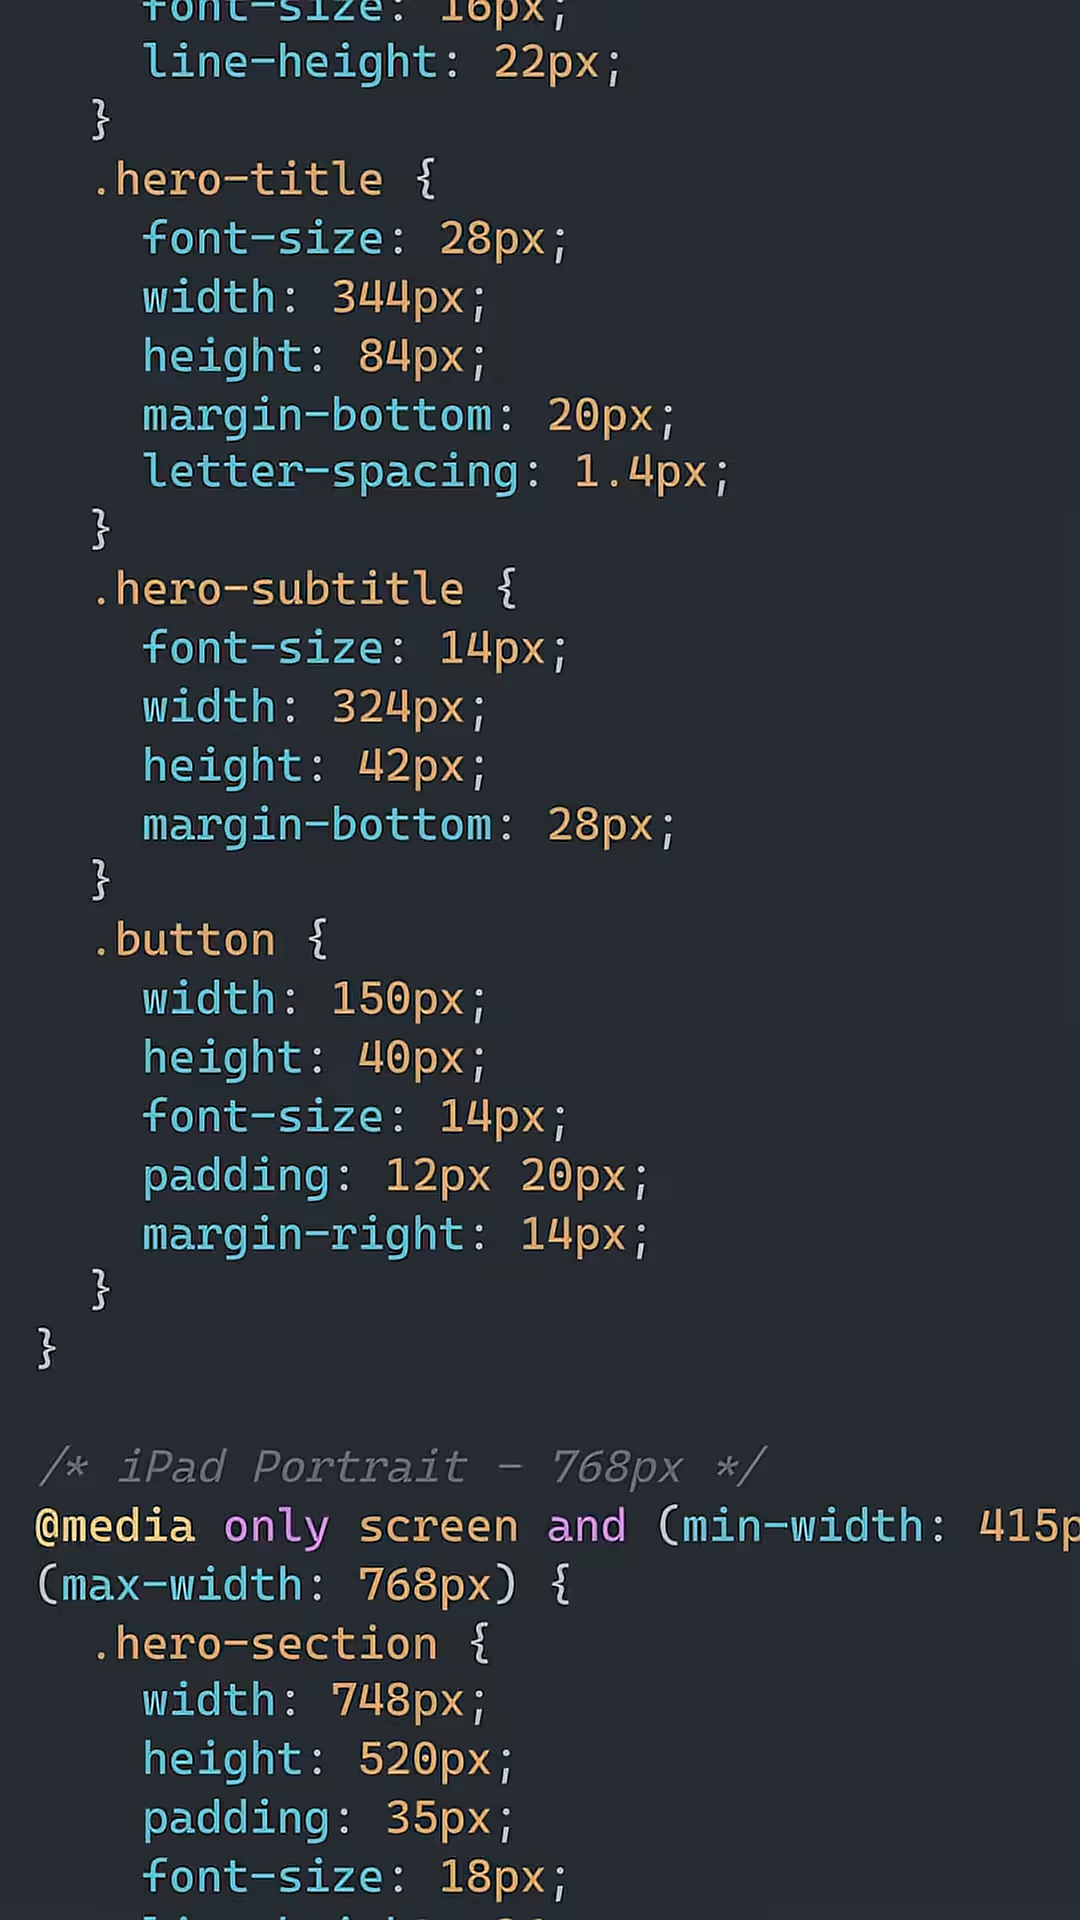 font-size: 16px;
line-height: 22px;
}
.hero-title {
font-size: 28px;
width: 344px;
height: 84px;
margin-bottom: 20px;
letter-spacing: 1.4px;
}
.hero-subtitle {
font-size: 14px;
width: 324px;
height: 42px;
margin-bottom: 28px;
}
.button {
width: 150px;
height: 40px;
font-size: 14px;
padding: 12px 20px;
margin-right: 14px;
}
}
/* iPad Portrait - 768px */
@media only screen and (min-width: 415p
(max-width: 768px) {
.hero-section {
width: 748px;
height: 520px;
padding: 35px;
font-size: 18px;